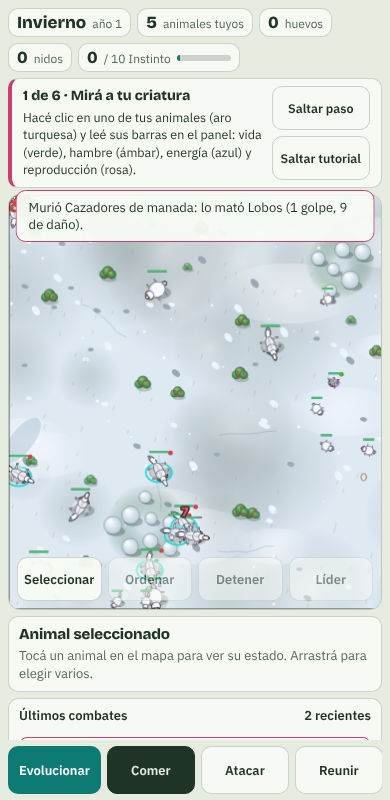 Invierno año 1
5 animales tuyos
0 huevos
0 nidos
0 / 10 Instinto
1 de 6 · Mirá a tu criatura
Hacé clic en uno de tus animales (aro
turquesa) y leé sus barras en el panel: vida
(verde), hambre (ámbar), energía (azul) y
reproducción (rosa).
Saltar paso
Saltar tutorial
Murió Cazadores de manada: lo mató Lobos (1 golpe, 9
de daño).
7
Seleccionar
Ordenar
Detener
Líder
Animal seleccionado
Tocá un animal en el mapa para ver su estado. Arrastrá para
elegir varios.
Últimos combates
2 recientes
Evolucionar
Comer
Atacar
Reunir